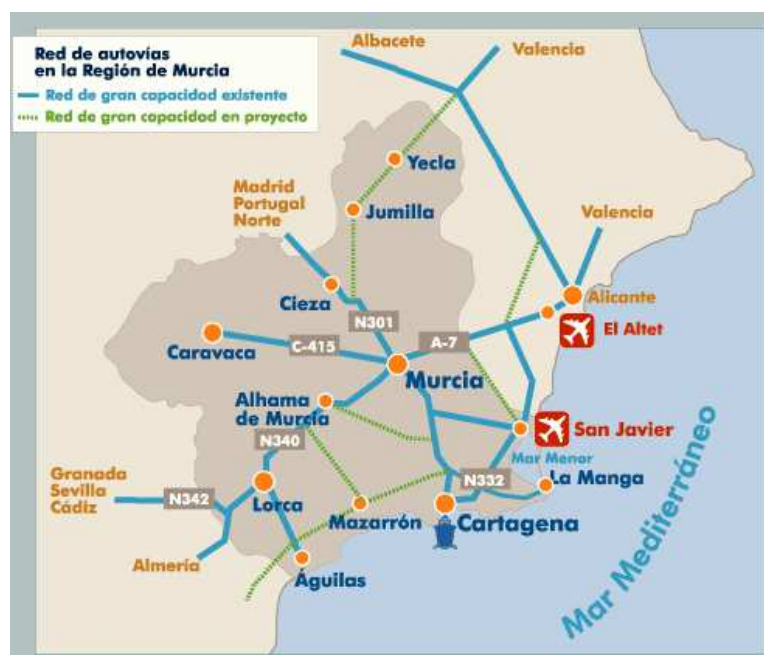 Red de autovías
en la Región de Murcia
Red de gran capacidad existente
Red de gran capacidad en proyecto
Albacete
Valencia
Yecla
Madrid
Portugal
Norte
Jumilla
Valencia
Cieza
Alicante
N301
El Altet
Caravaca
C-415
A-7
Murcia
Alhama
de Murcia
San Javier
N340
Mar Menor
Granada
Sevilla
Cádiz
N342
Lorca
N332
La Manga
Mazarrón
Cartagena
Almería
Águilas
Mar Mediterráneo